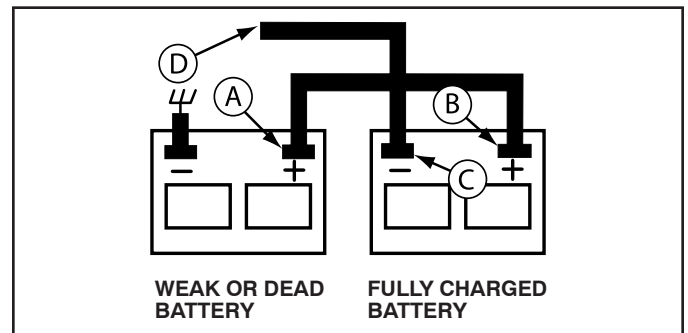 D
A
B
− + − +
C
WEAK OR DEAD
BATTERY
FULLY CHARGED
BATTERY